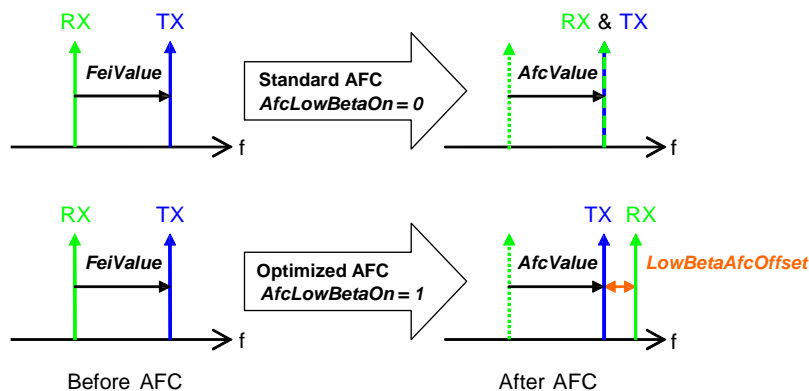 RX TX
FeiValue
f
Standard AFC
AfcLowBetaOn = 0
RX & TX
AfcValue
f
RX TX
FeiValue
f
Optimized AFC
AfcLowBetaOn = 1
TX RX
AfcValue
LowBetaAfcOffset
f
Before AFC
After AFC